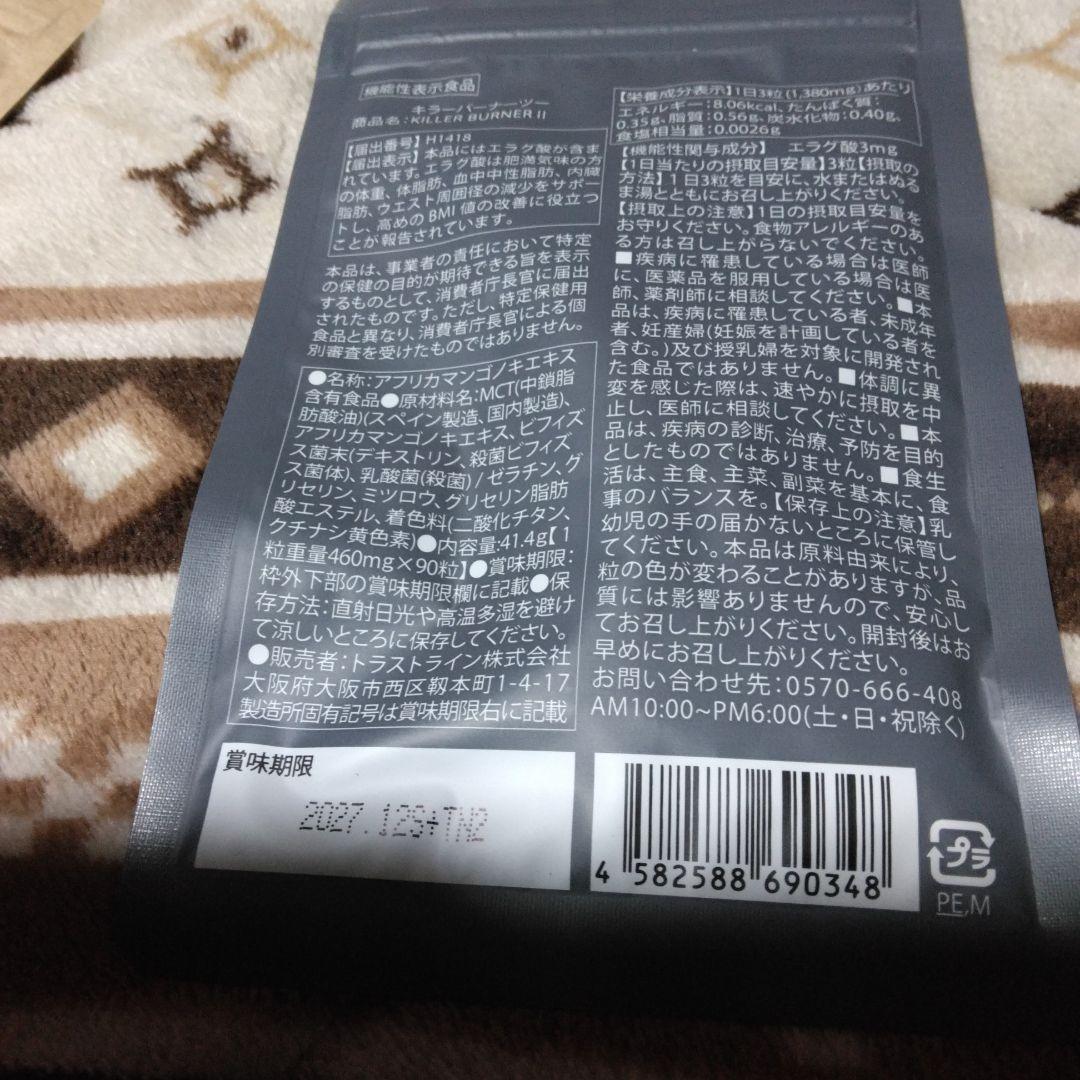 機能性表示食品
キラーバーナーツー
商品名:KILLER BURNER II
【届出番号】H1418
【届出表示】本品にはエラグ酸が含ま
れています。エラグ酸は肥満気味の方
の体重、体脂肪、血中中性脂肪、内臓
脂肪、ウエスト周囲径の減少をサポー
トし、高めのBMI値の改善に役立つ
ことが報告されています。
本品は、事業者の責任において特定
の保健の目的が期待できる旨を表示
するものとして、消費者庁長官に届出
されたものです。ただし、特定保健用
食品と異なり、消費者庁長官による個
別審査を受けたものではありません。
●名称:アフリカマンゴノキエキス
含有食品●原材料名:MCT(中鎖脂
肪酸油)(スペイン製造、国内製造)、
アフリカマンゴノキエキス、ビフィズ
ス菌末(デキストリン、殺菌ビフィズ
ス菌体)、乳酸菌(殺菌)/ゼラチン、グ
リセリン、ミツロウ、グリセリン脂肪
酸エステル、着色料(二酸化チタン、
クチナシ黄色素)●内容量:41.4g【1
粒重量460mg×90粒】●賞味期限:
枠外下部の賞味期限欄に記載●保
存方法:直射日光や高温多湿を避け
て涼しいところに保存してください。
●販売者:トラストライン株式会社
大阪府大阪市西区靱本町1-4-17
製造所固有記号は賞味期限右に記載
【栄養成分表示】1日3粒(1,380mg)あたり
エネルギー:8.06kcal、たんぱく質:
0.35g、脂質:0.56g、炭水化物:0.40g、
食塩相当量:0.0026g
【機能性関与成分】 エラグ酸3mg
【1日当たりの摂取目安量】3粒【摂取の
方法】1日3粒を目安に、水またはぬる
ま湯とともにお召し上がりください。
【摂取上の注意】1日の摂取目安量を
お守りください。食物アレルギーのあ
る方は召し上がらないでください。
■疾病に罹患している場合は医師
に、医薬品を服用している場合は医
師、薬剤師に相談してください。■本
品は、疾病に罹患している者、未成年
者、妊産婦(妊娠を計画している者を
含む。)及び授乳婦を対象に開発され
た食品ではありません。■体調に異
変を感じた際は、速やかに摂取を中
止し、医師に相談してください。■本
品は、疾病の診断、治療、予防を目的
としたものではありません。■食生
活は、主食、主菜、副菜を基本に、食
事のバランスを。【保存上の注意】乳
幼児の手の届かないところに保管し
てください。本品は原料由来により、
粒の色が変わることがありますが、品
質には影響ありませんので、安心し
てお召し上がりください。開封後はお
早めにお召し上がりください。
お問い合わせ先:0570-666-408
AM10:00~PM6:00(土・日・祝除く)
賞味期限
2027.12S+TN2
4 582588 690348
プラ
PE,M